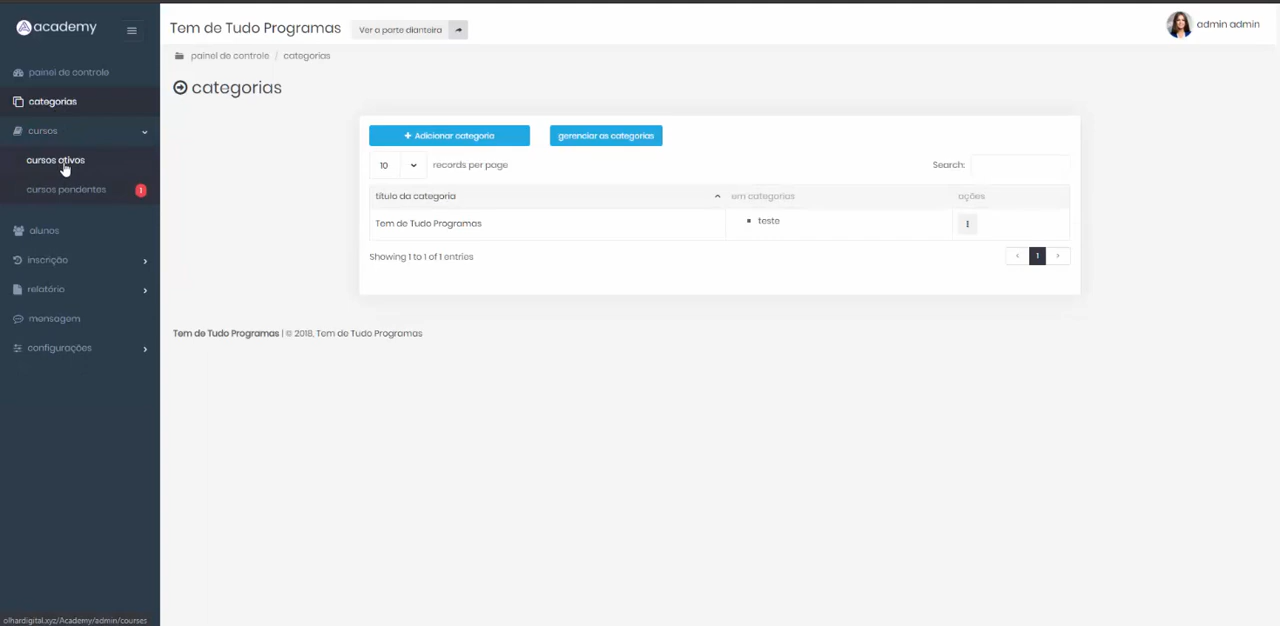 academy
Tem de Tudo Programas
Ver a parte dianteira
admin admin
painel de controle / categorias
categorias
painel de controle
categorias
cursos
cursos ativos
cursos pendentes
!
alunos
inscrição
relatório
mensagem
configurações
+ Adicionar categoria
gerenciar as categorias
10
records per page
Search:
título da categoria
em categorias
ações
Tem de Tudo Programas
teste
Showing 1 to 1 of 1 entries
< 1 >
Tem de Tudo Programas | © 2018, Tem de Tudo Programas
olhardigital.xyz/Academy/admin/courses